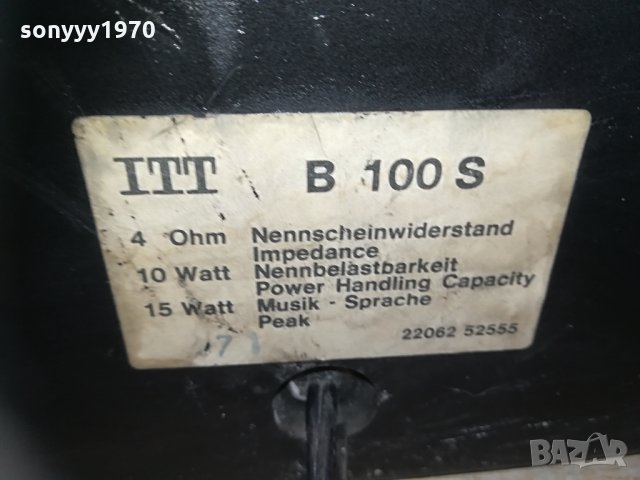 sonyyy1970
ITT B 100 S
4 Ohm Nennscheinwiderstand
Impedance
10 Watt Nennbelastbarkeit
Power Handling Capacity
15 Watt Musik - Sprache
Peak
22062 52555
BAZAR